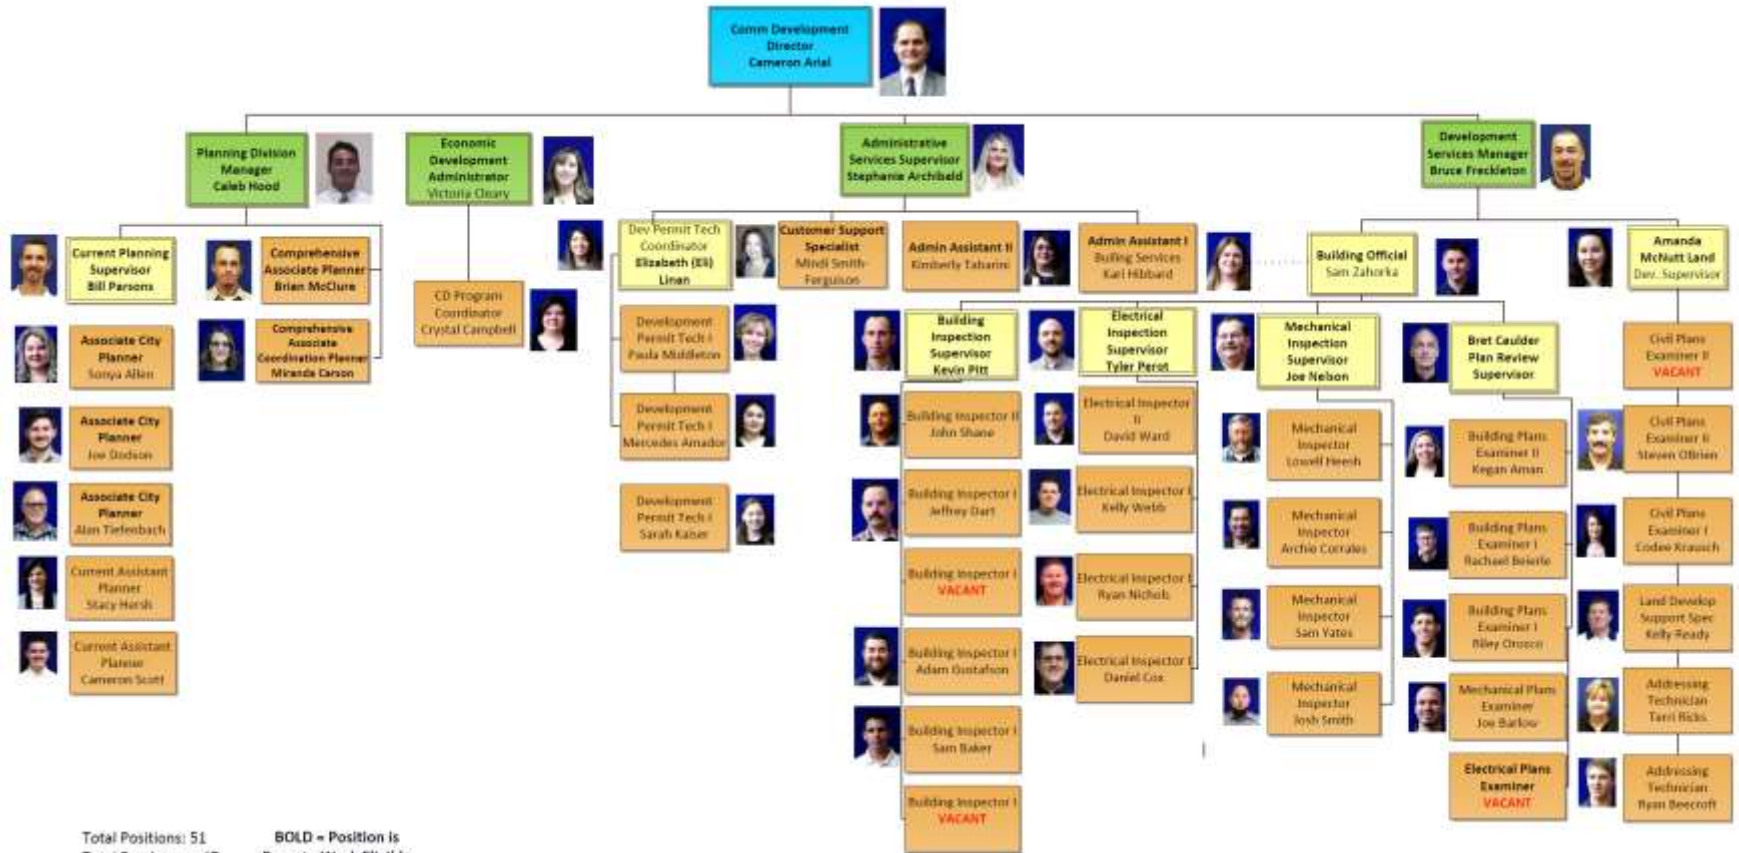 Comm Development
Director
Cameron Arial
Planning Division
Manager
Caleb Hood
Economic
Development
Administrator
Victoria Cleary
Administrative
Services Supervisor
Stephanie Archibald
Development
Services Manager
Bruce Freckleton
Current Planning
Supervisor
Bill Parsons
Comprehensive
Associate Planner
Brian McClure
Associate City
Planner
Sonya Allen
Comprehensive
Associate
Coordination Planner
Miranda Carson
Associate City
Planner
Joe Dodson
Associate City
Planner
Alan Tiefenbach
Current Assistant
Planner
Stacy Hersh
Current Assistant
Planner
Cameron Scott
CD Program
Coordinator
Crystal Campbell
Dev Permit Tech
Coordinator
Elizabeth (Eli)
Linan
Development
Permit Tech I
Paula Middleton
Development
Permit Tech I
Mercedes Amador
Development
Permit Tech I
Sarah Kaiser
Customer Support
Specialist
Mindi Smith-
Ferguison
Admin Assistant II
Kimberly Taharini
Admin Assistant I
Builing Services
Kari Hibbard
Building Official
Sam Zahorka
Amanda
McNutt Land
Dev. Supervisor
Building
Inspection
Supervisor
Kevin Pitt
Building Inspector II
John Shane
Building Inspector I
Jeffrey Dart
Building Inspector I
VACANT
Building Inspector I
Adam Gustafson
Building Inspector I
Sam Baker
Building Inspector I
VACANT
Electrical
Inspection
Supervisor
Tyler Perot
Electrical Inspector
II
David Ward
Electrical Inspector I
Kelly Webb
Electrical Inspector I
Ryan Nichols
Electrical Inspector I
Daniel Cox
Mechanical
Inspection
Supervisor
Joe Nelson
Mechanical
Inspector
Lowell Heesh
Mechanical
Inspector
Archie Corrales
Mechanical
Inspector
Sam Yates
Mechanical
Inspector
Josh Smith
Bret Caulder
Plan Review
Supervisor
Building Plans
Examiner II
Kegan Aman
Building Plans
Examiner I
Rachael Beierle
Building Plans
Examiner I
Riley Orozco
Mechanical Plans
Examiner
Joe Barlow
Electrical Plans
Examiner
VACANT
Civil Plans
Examiner II
VACANT
Civil Plans
Examiner II
Steven OBrien
Civil Plans
Examiner I
Codee Krausch
Land Develop
Support Spec
Kelly Ready
Addressing
Technician
Terri Ricks
Addressing
Technician
Ryan Beecroft
Total Positions: 51
BOLD = Position is